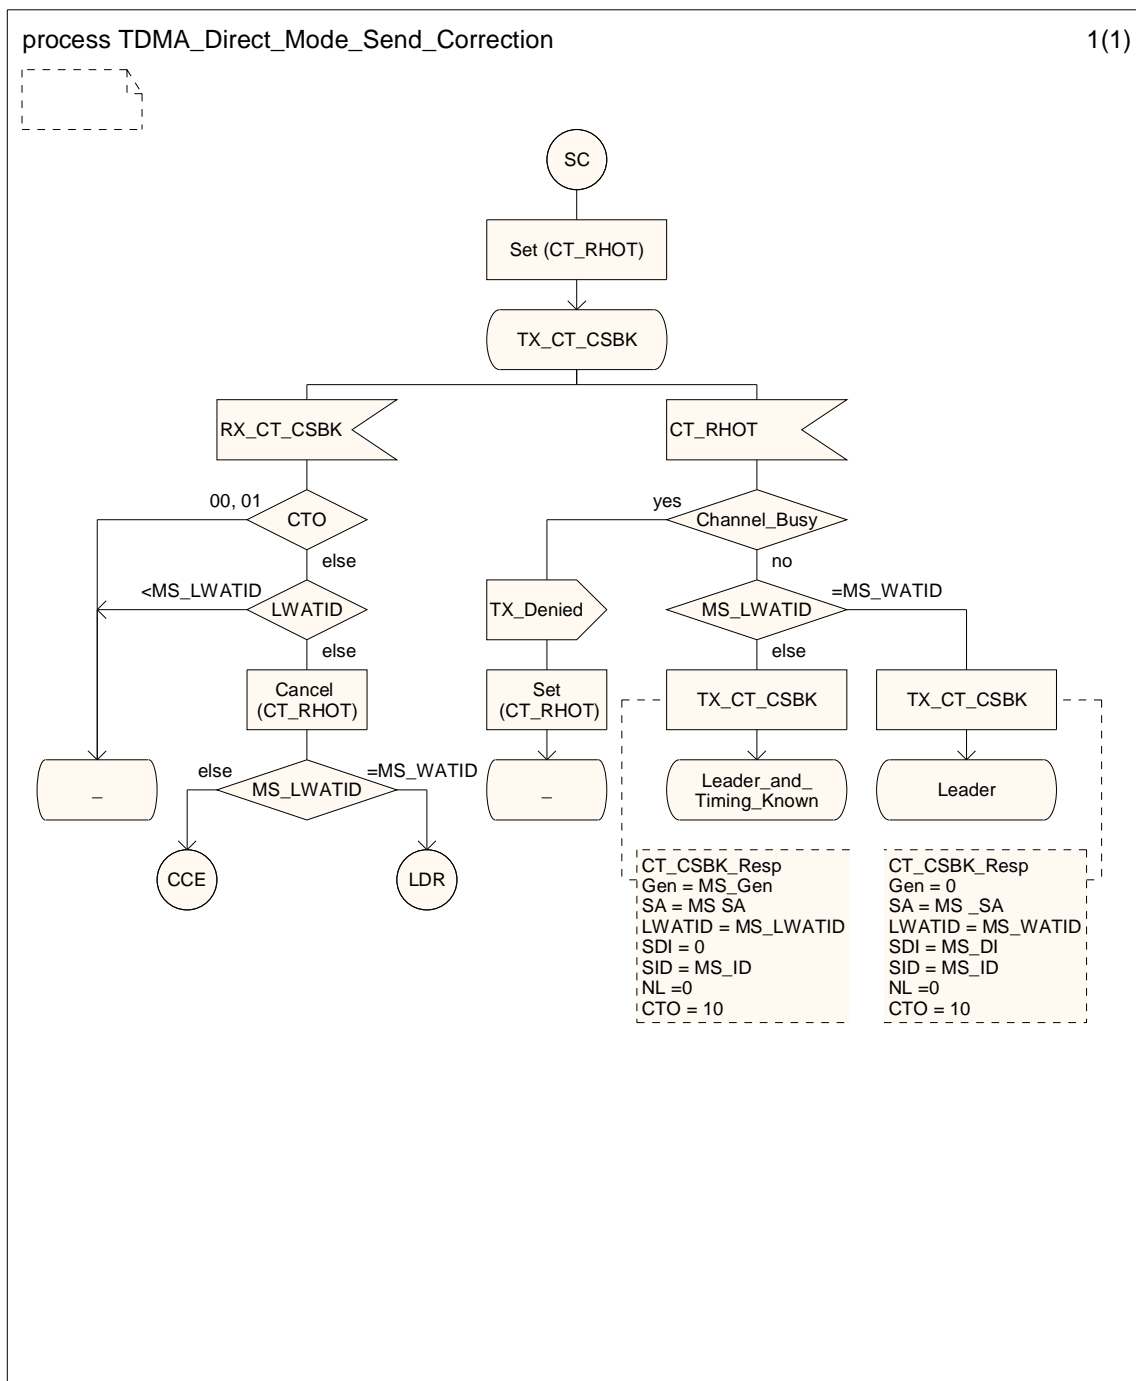 process TDMA_Direct_Mode_Send_Correction
1(1)
SC
Set (CT_RHOT)
TX_CT_CSBK
RX_CT_CSBK
CT_RHOT
00, 01
CTO
yes
Channel_Busy
else
no
<MS_LWATID
LWATID
TX_Denied
MS_LWATID
=MS_WATID
else
else
Cancel
(CT_RHOT)
Set
(CT_RHOT)
TX_CT_CSBK
TX_CT_CSBK
else
MS_LWATID
=MS_WATID
_
_
Leader_and_
Timing_Known
Leader
CCE
LDR
CT_CSBK_Resp
Gen = MS_Gen
SA = MS SA
LWATID = MS_LWATID
SDI = 0
SID = MS_ID
NL =0
CTO = 10
CT_CSBK_Resp
Gen = 0
SA = MS _SA
LWATID = MS_WATID
SDI = MS_DI
SID = MS_ID
NL =0
CTO = 10